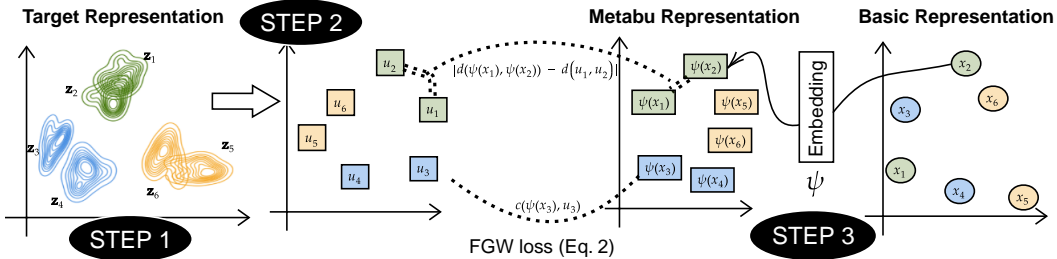 Target Representation
STEP 2
Metabu Representation
Basic Representation
z₁
z₂
z₃
z₄
z₅
z₆
STEP 1
u₂
u₆
u₁
u₅
u₄
u₃
|d(ψ(x₁), ψ(x₂)) − d(u₁, u₂)|
c(ψ(x₃), u₃)
FGW loss (Eq. 2)
ψ(x₂)
ψ(x₁)
ψ(x₅)
ψ(x₆)
ψ(x₃)
ψ(x₄)
Embedding
ψ
STEP 3
x₂
x₆
x₃
x₁
x₄
x₅